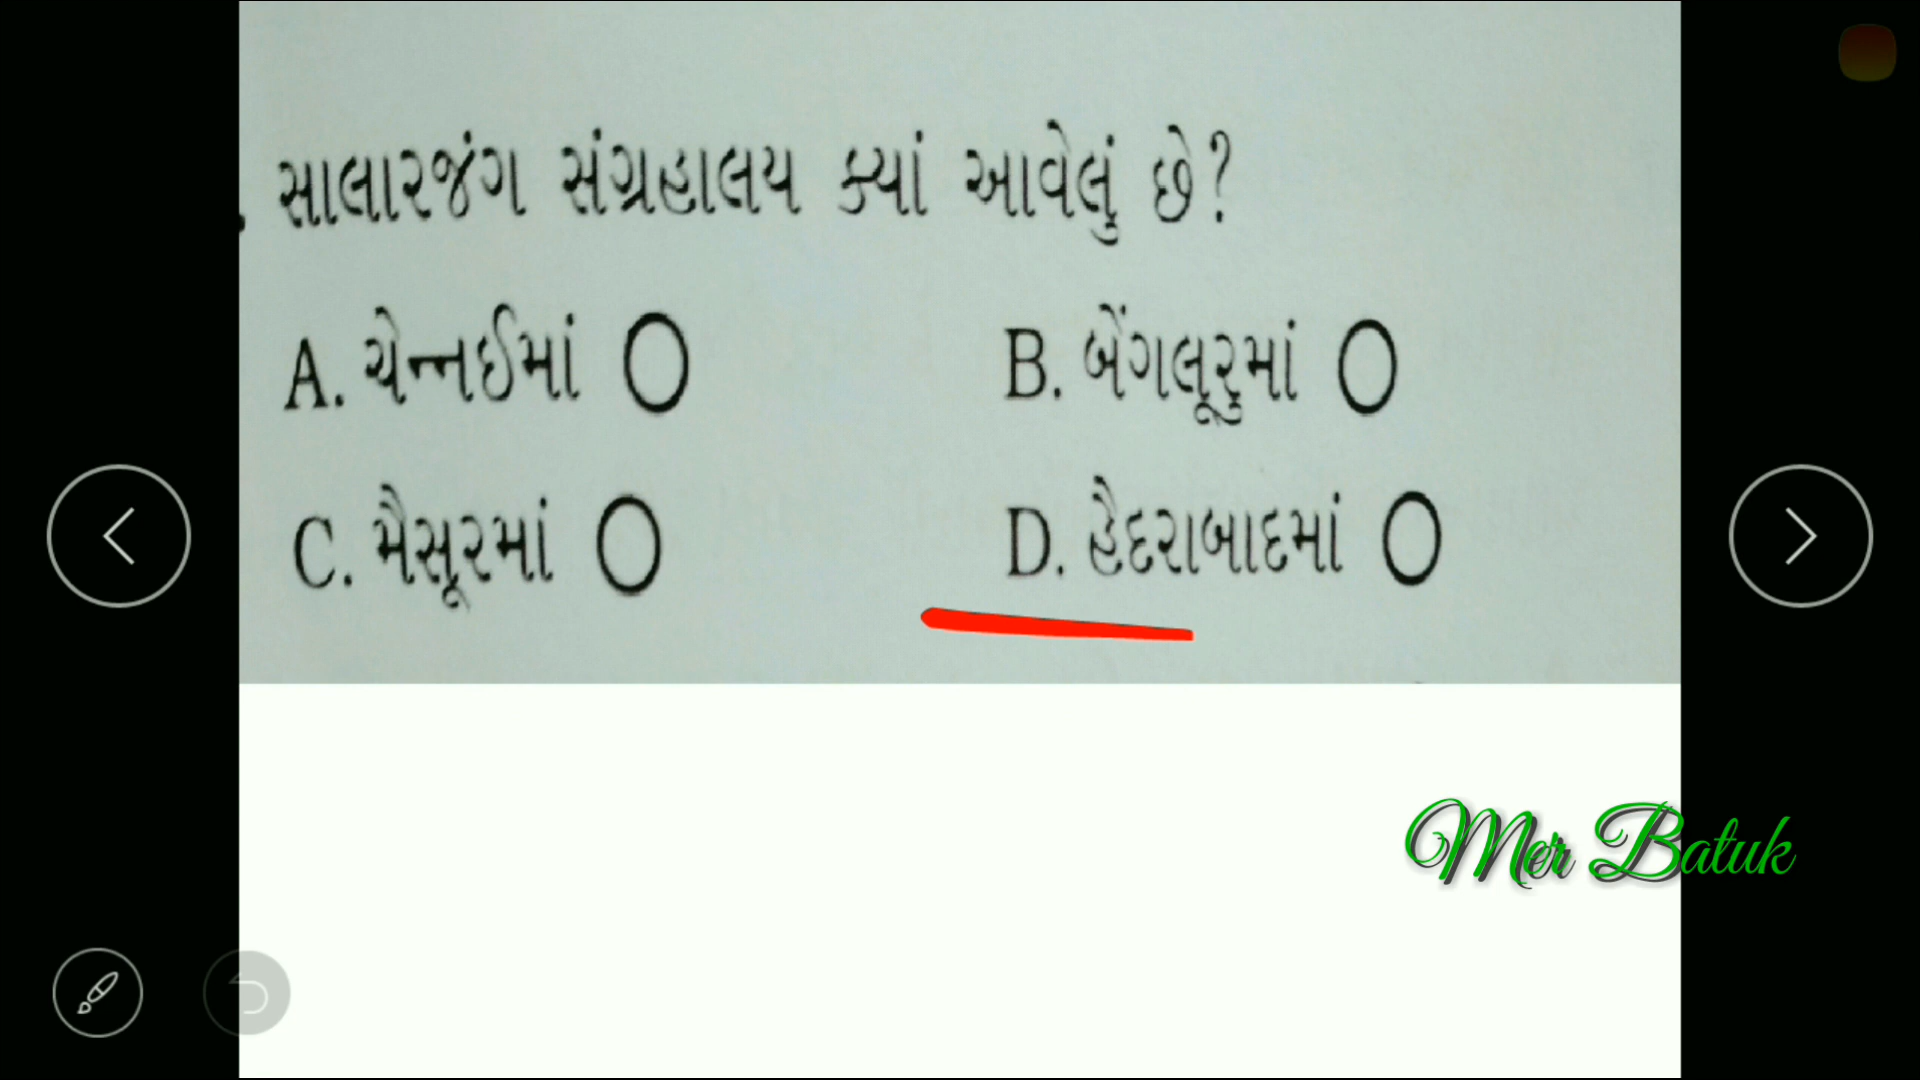 સાલારજંગ સંગ્રહાલય ક્યાં આવેલું છે?
A. ચેન્નઈમાં
B. બેંગલૂરુમાં
C. મૈસૂરમાં
D. હૈદરાબાદમાં
Mer Batuk